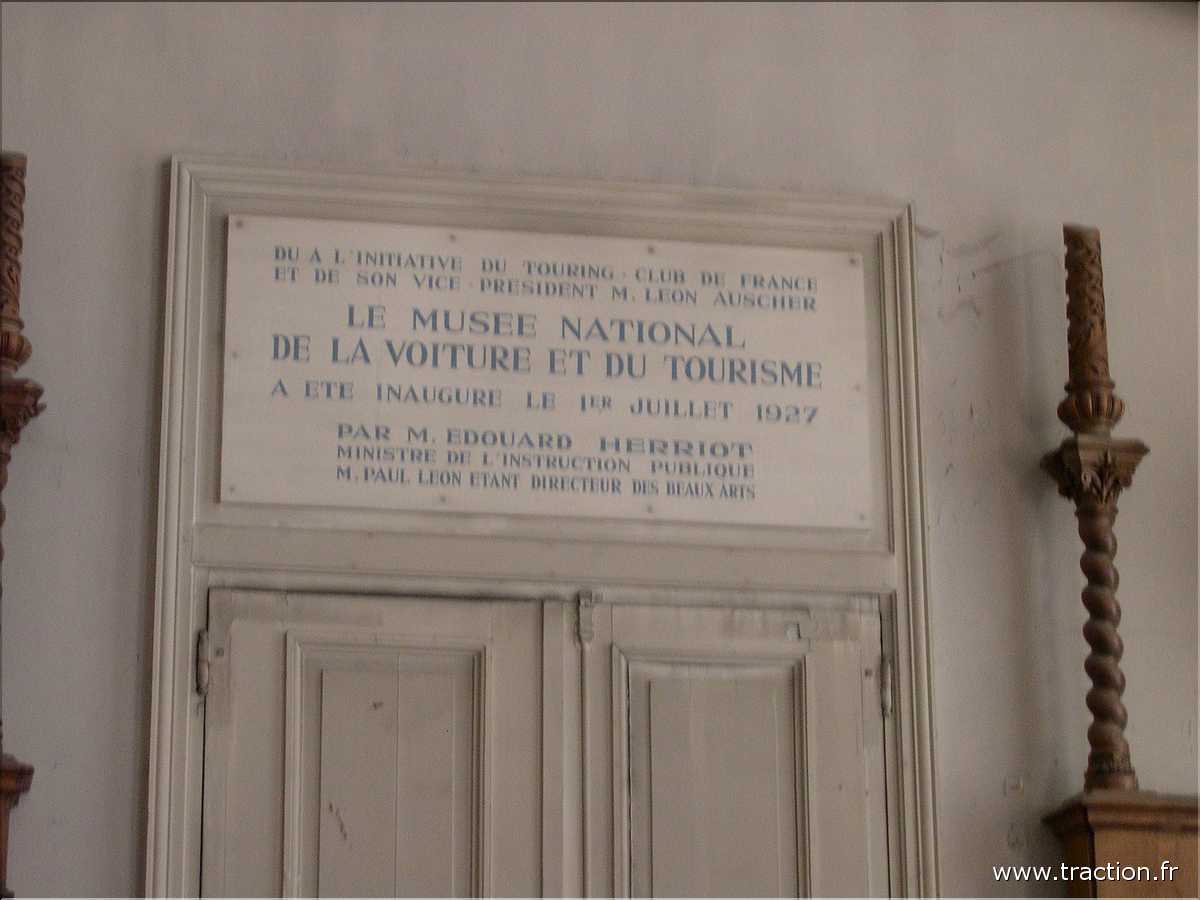 DU A L'INITIATIVE DU TOURING-CLUB DE FRANCE
ET DE SON VICE-PRESIDENT M. LEON AUSCHER
LE MUSEE NATIONAL
DE LA VOITURE ET DU TOURISME
A ETE INAUGURE LE 1ER JUILLET 1927
PAR M. EDOUARD HERRIOT
MINISTRE DE L'INSTRUCTION PUBLIQUE
M. PAUL LEON ETANT DIRECTEUR DES BEAUX ARTS
www.traction.fr